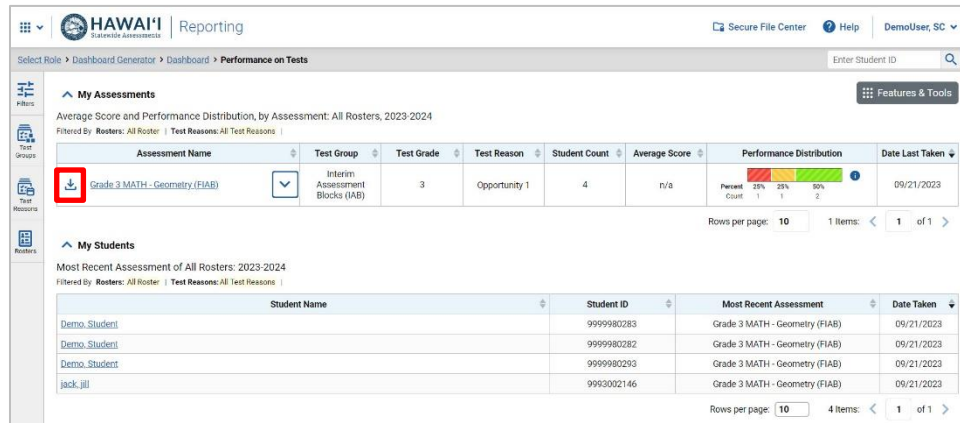 HAWAI‘I
Statewide Assessments
Reporting
Secure File Center
Help
DemoUser, SC
Select Role > Dashboard Generator > Dashboard > Performance on Tests
Enter Student ID
Filters
Test Groups
Test Reasons
Rosters
My Assessments
Features & Tools
Average Score and Performance Distribution, by Assessment: All Rosters, 2023-2024
Filtered By Rosters: All Roster | Test Reasons: All Test Reasons |
Assessment Name Test Group Test Grade Test Reason Student Count Average Score Performance Distribution Date Last Taken
Grade 3 MATH - Geometry (FIAB) Interim Assessment Blocks (IAB) 3 Opportunity 1 4 n/a 09/21/2023
Percent 25% 25% 50%
Count 1 1 2
Rows per page: 10 1 Items: 1 of 1
My Students
Most Recent Assessment of All Rosters: 2023-2024
Filtered By Rosters: All Roster | Test Reasons: All Test Reasons |
Student Name Student ID Most Recent Assessment Date Taken
Demo, Student 9999980283 Grade 3 MATH - Geometry (FIAB) 09/21/2023
Demo, Student 9999980282 Grade 3 MATH - Geometry (FIAB) 09/21/2023
Demo, Student 9999980293 Grade 3 MATH - Geometry (FIAB) 09/21/2023
jack, jill 9993002146 Grade 3 MATH - Geometry (FIAB) 09/21/2023
Rows per page: 10 4 Items: 1 of 1